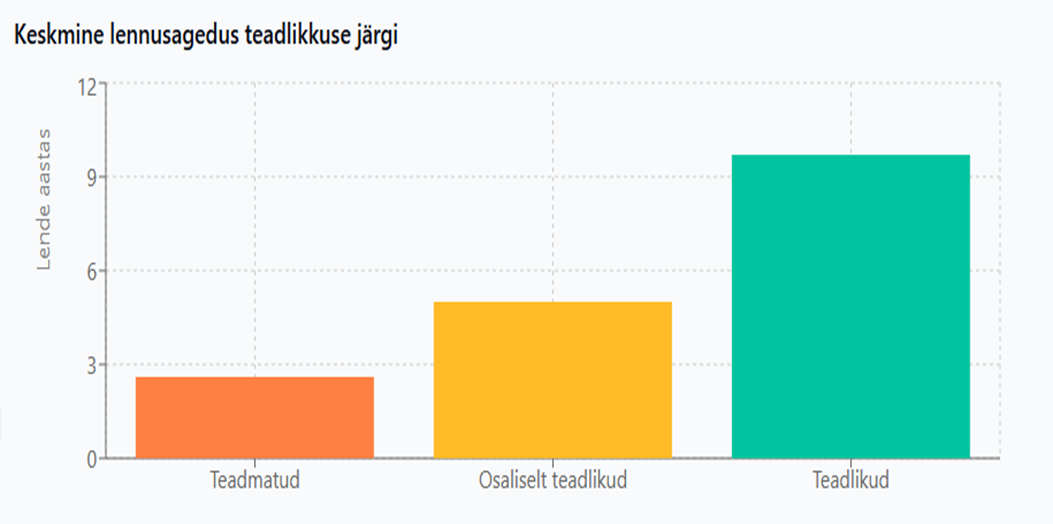 Keskmine lennusagedus teadlikkuse järgi
Lende aastas
12
9
6
3
0
Teadmatud
Osaliselt teadlikud
Teadlikud